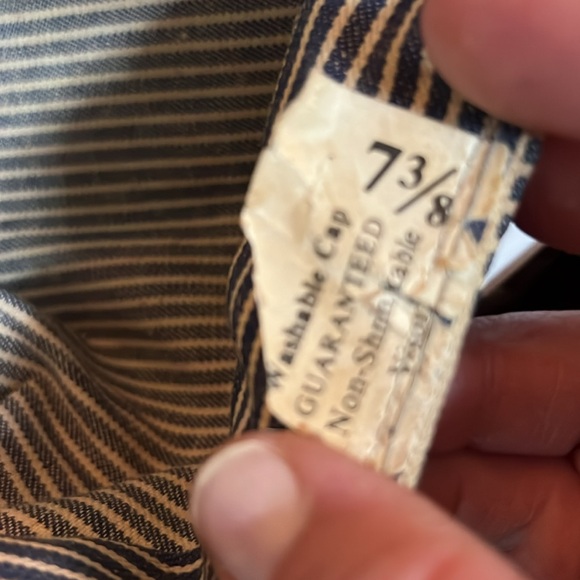 7 3/8
Washable Cap
GUARANTEED
Non-Shrinkable